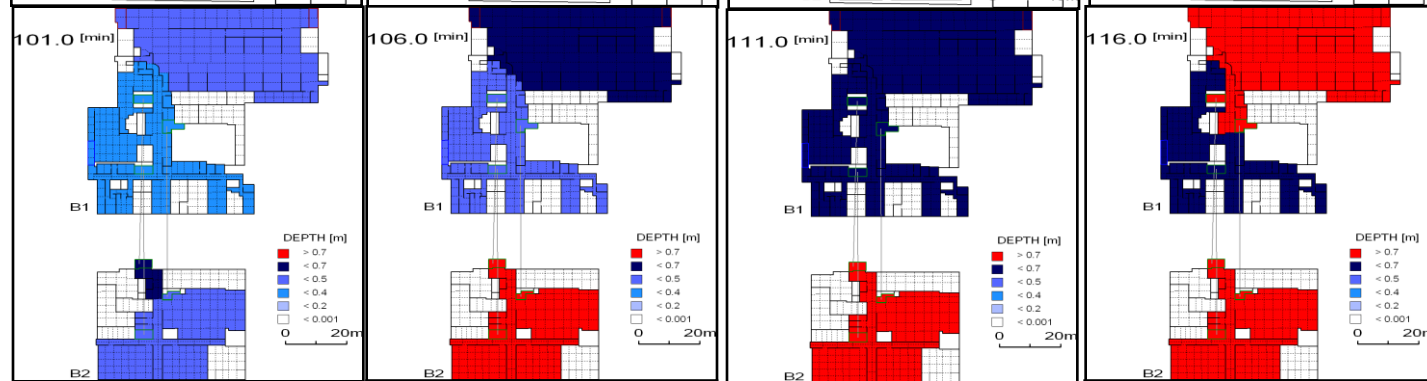 101.0 [min]
B1
DEPTH [m]
> 0.7
< 0.7
< 0.5
< 0.4
< 0.2
< 0.001
0 20m
B2
106.0 [min]
B1
DEPTH [m]
> 0.7
< 0.7
< 0.5
< 0.4
< 0.2
< 0.001
0 20m
B2
111.0 [min]
B1
DEPTH [m]
> 0.7
< 0.7
< 0.5
< 0.4
< 0.2
< 0.001
0 20m
B2
116.0 [min]
B1
DEPTH [m]
> 0.7
< 0.7
< 0.5
< 0.4
< 0.2
< 0.001
0 20m
B2